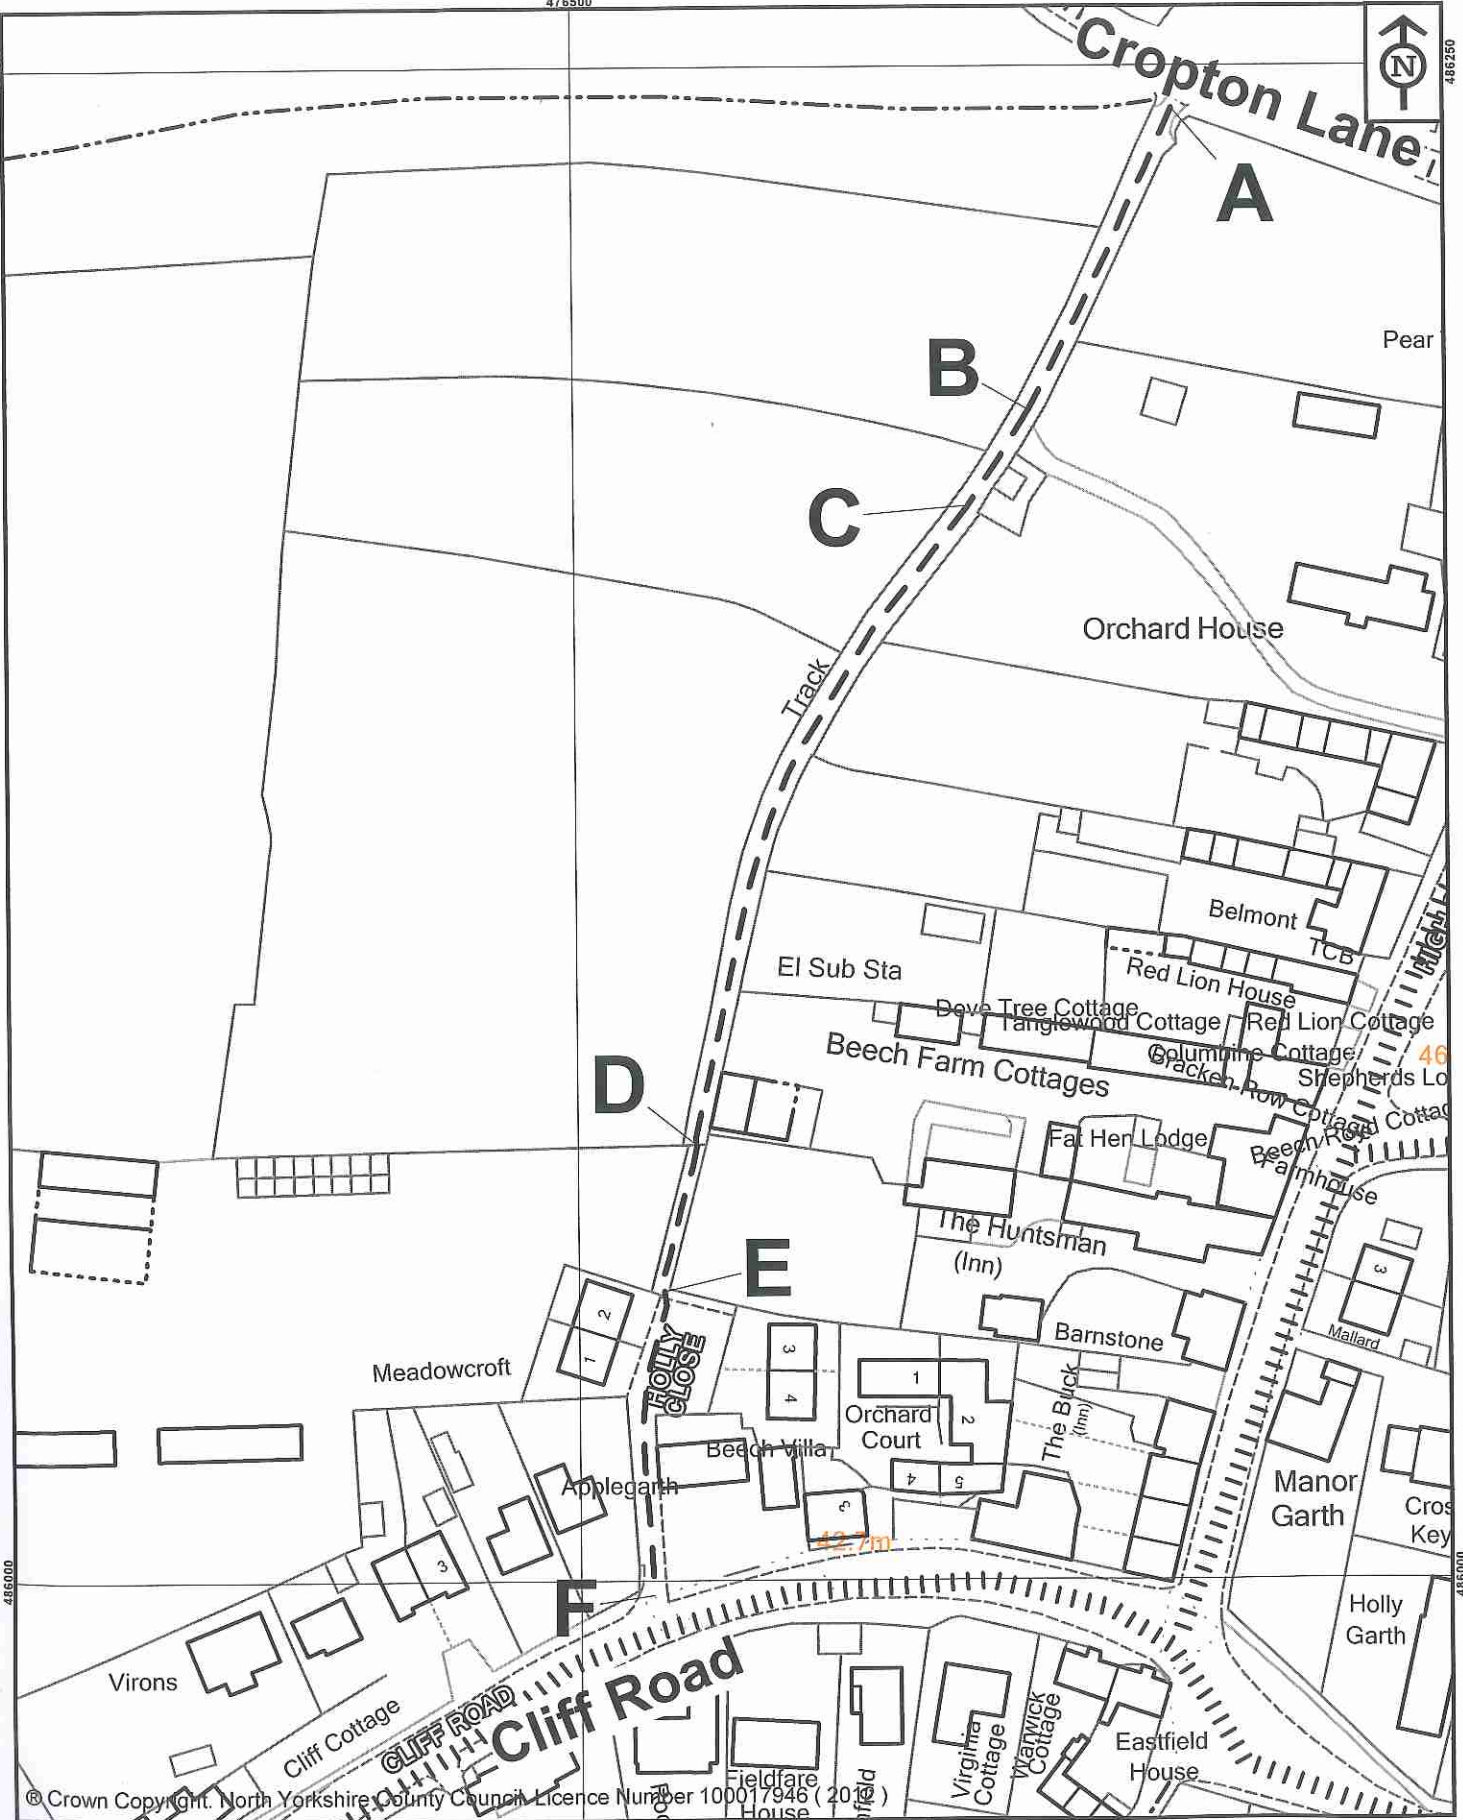 476500
Cropton Lane
N
486250
A
Pear
B
C
Orchard House
Track
Belmont
TCB
El Sub Sta
Red Lion House
Dove Tree Cottage
Tanglewood Cottage
Red Lion Cottage
Beech Farm Cottages
Columbine Cottage
46
Bracken Row Cottage
Shepherds Lo
D
Fat Hen Lodge
Farmhouse
The Huntsman
(Inn)
E
3
2
1
HOLLY
CLOSE
Barnstone
Mallard
Meadowcroft
3
4
1
2
Orchard
Court
The Buck
(Inn)
Beech Villa
4
5
Applegarth
Manor
Garth
Cros
Key
3
3
42.7m
486000
486000
F
Holly
Garth
Virons
Cliff Road
CLIFF ROAD
Cliff Cottage
Virginia
Cottage
Warwick
Cottage
Eastfield
House
Fieldfare
House
® Crown Copyright. North Yorkshire County Council. Licence Number 100017946